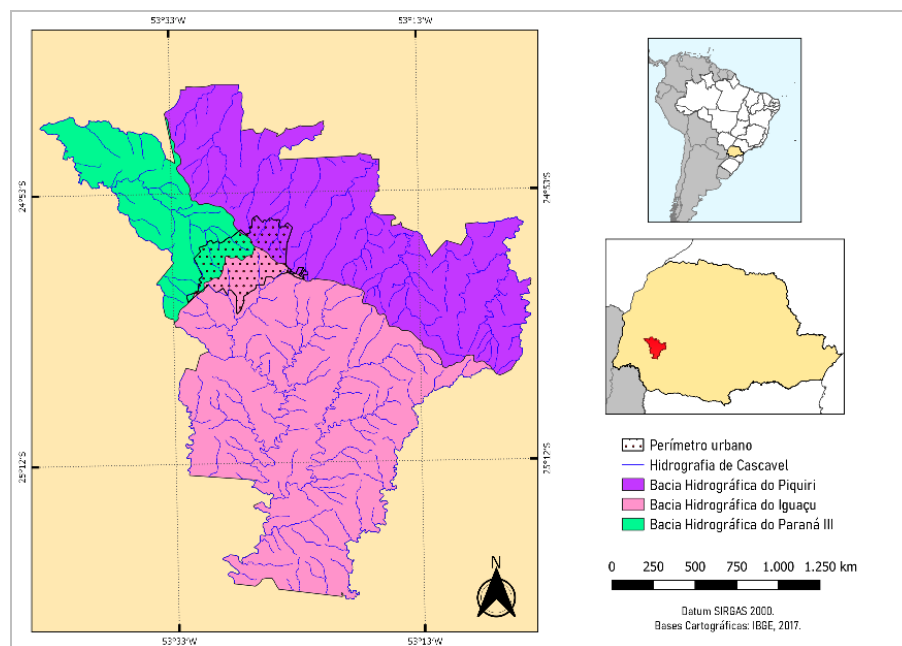 53°33'W
53°13'W
24°53'S
24°53'S
25°12'S
25°12'S
N
53°33'W
53°13'W
Perímetro urbano
Hidrografia de Cascavel
Bacia Hidrográfica do Piquiri
Bacia Hidrográfica do Iguaçu
Bacia Hidrográfica do Paraná III
0 250 500 750 1.000 1.250 km
Datum SIRGAS 2000.
Bases Cartográficas: IBGE, 2017.